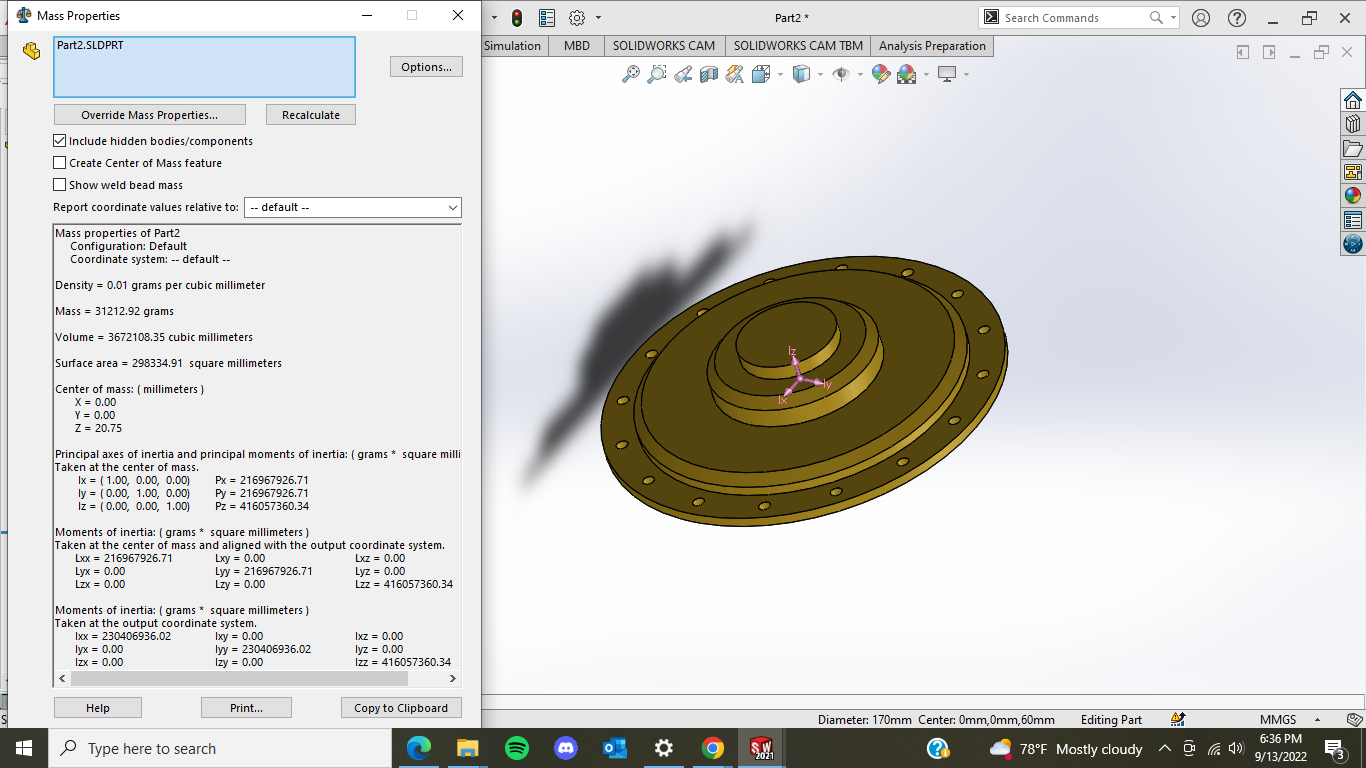 Mass Properties
Part2 *
Search Commands
Part2.SLDPRT
Options...
Override Mass Properties...
Recalculate
Include hidden bodies/components
Create Center of Mass feature
Show weld bead mass
Report coordinate values relative to:
-- default --
Mass properties of Part2
Configuration: Default
Coordinate system: -- default --
Density = 0.01 grams per cubic millimeter
Mass = 31212.92 grams
Volume = 3672108.35 cubic millimeters
Surface area = 298334.91 square millimeters
Center of mass: ( millimeters )
X = 0.00
Y = 0.00
Z = 20.75
Principal axes of inertia and principal moments of inertia: ( grams * square milli
Taken at the center of mass.
Ix = ( 1.00, 0.00, 0.00) Px = 216967926.71
Iy = ( 0.00, 1.00, 0.00) Py = 216967926.71
Iz = ( 0.00, 0.00, 1.00) Pz = 416057360.34
Moments of inertia: ( grams * square millimeters )
Taken at the center of mass and aligned with the output coordinate system.
Lxx = 216967926.71 Lxy = 0.00 Lxz = 0.00
Lyx = 0.00 Lyy = 216967926.71 Lyz = 0.00
Lzx = 0.00 Lzy = 0.00 Lzz = 416057360.34
Moments of inertia: ( grams * square millimeters )
Taken at the output coordinate system.
Ixx = 230406936.02 Ixy = 0.00 Ixz = 0.00
Iyx = 0.00 Iyy = 230406936.02 Iyz = 0.00
Izx = 0.00 Izy = 0.00 Izz = 416057360.34
Help
Print...
Copy to Clipboard
Simulation
MBD
SOLIDWORKS CAM
SOLIDWORKS CAM TBM
Analysis Preparation
Iz
Iy
Ix
Diameter: 170mm Center: 0mm,0mm,60mm
Editing Part
MMGS
Type here to search
SW
2021
78°F Mostly cloudy
6:36 PM
9/13/2022
3